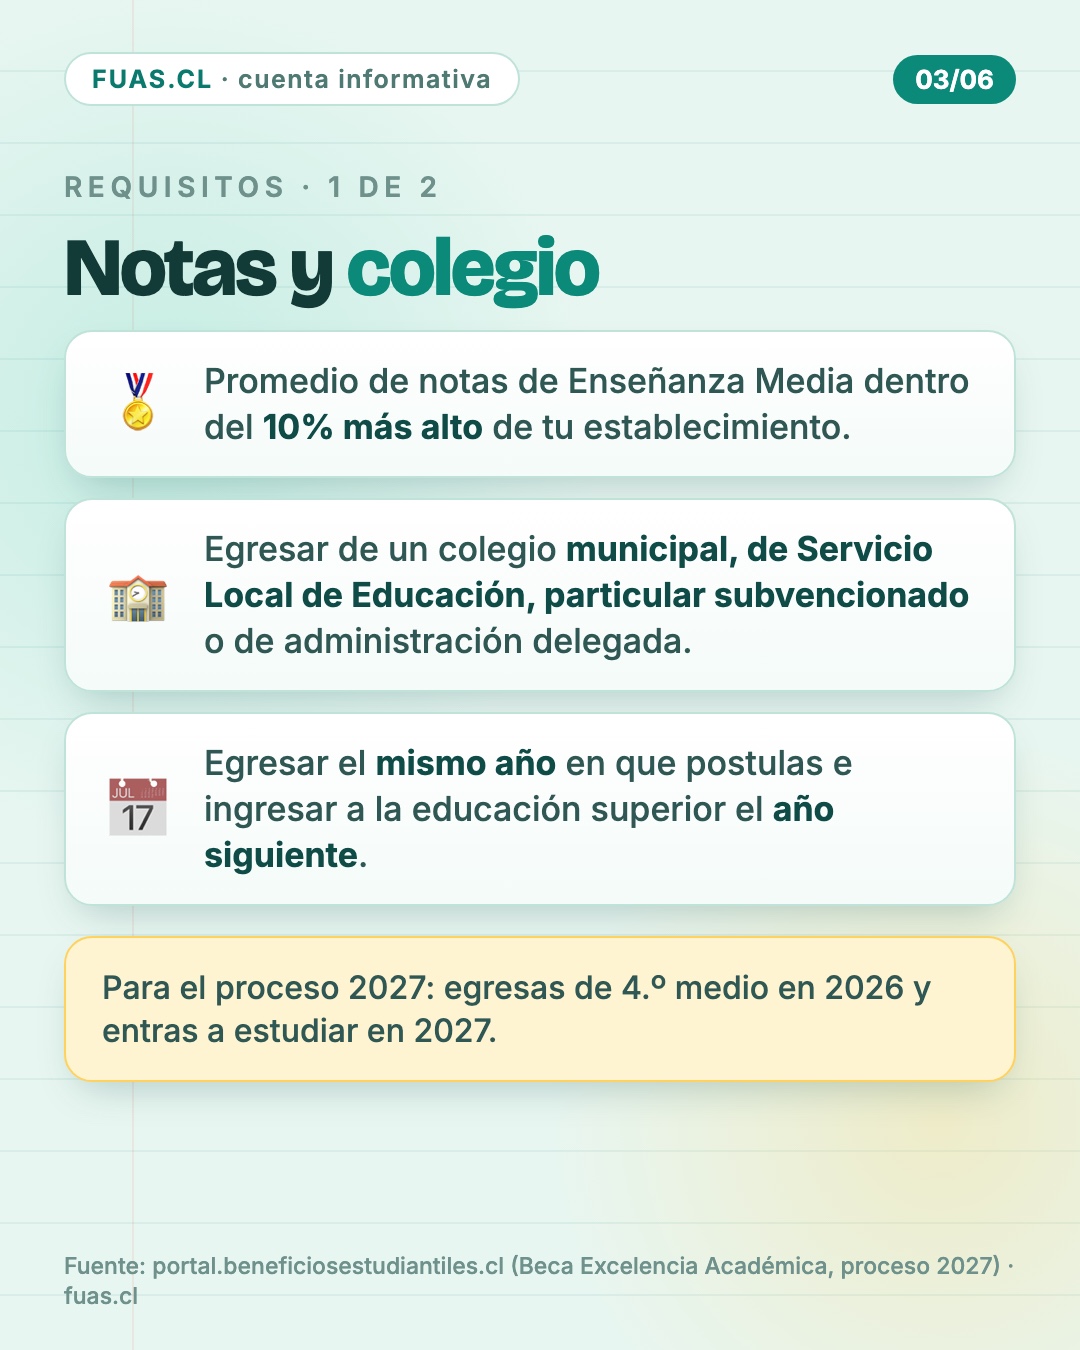 FUAS.CL · cuenta informativa
03/06
REQUISITOS · 1 DE 2
Notas y colegio
Promedio de notas de Enseñanza Media dentro
del 10% más alto de tu establecimiento.
Egresar de un colegio municipal, de Servicio
Local de Educación, particular subvencionado
o de administración delegada.
JUL
17
Egresar el mismo año en que postulas e
ingresar a la educación superior el año
siguiente.
Para el proceso 2027: egresas de 4.º medio en 2026 y
entras a estudiar en 2027.
Fuente: portal.beneficiosestudiantiles.cl (Beca Excelencia Académica, proceso 2027) ·
fuas.cl